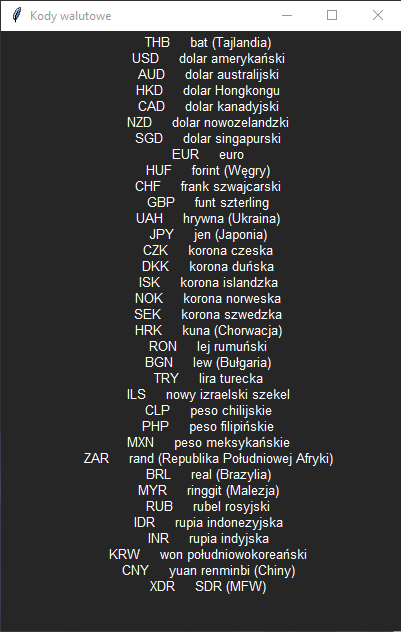 Kody walutowe
THB bat (Tajlandia)
USD dolar amerykański
AUD dolar australijski
HKD dolar Hongkongu
CAD dolar kanadyjski
NZD dolar nowozelandzki
SGD dolar singapurski
EUR euro
HUF forint (Węgry)
CHF frank szwajcarski
GBP funt szterling
UAH hrywna (Ukraina)
JPY jen (Japonia)
CZK korona czeska
DKK korona duńska
ISK korona islandzka
NOK korona norweska
SEK korona szwedzka
HRK kuna (Chorwacja)
RON lej rumuński
BGN lew (Bułgaria)
TRY lira turecka
ILS nowy izraelski szekel
CLP peso chilijskie
PHP peso filipińskie
MXN peso meksykańskie
ZAR rand (Republika Południowej Afryki)
BRL real (Brazylia)
MYR ringgit (Malezja)
RUB rubel rosyjski
IDR rupia indonezyjska
INR rupia indyjska
KRW won południowokoreański
CNY yuan renminbi (Chiny)
XDR SDR (MFW)